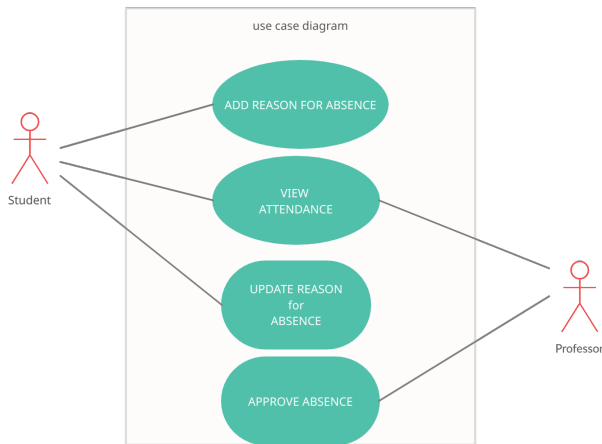 use case diagram
ADD REASON FOR ABSENCE
VIEW
ATTENDANCE
Student
UPDATE REASON
for
ABSENCE
Professor
APPROVE ABSENCE